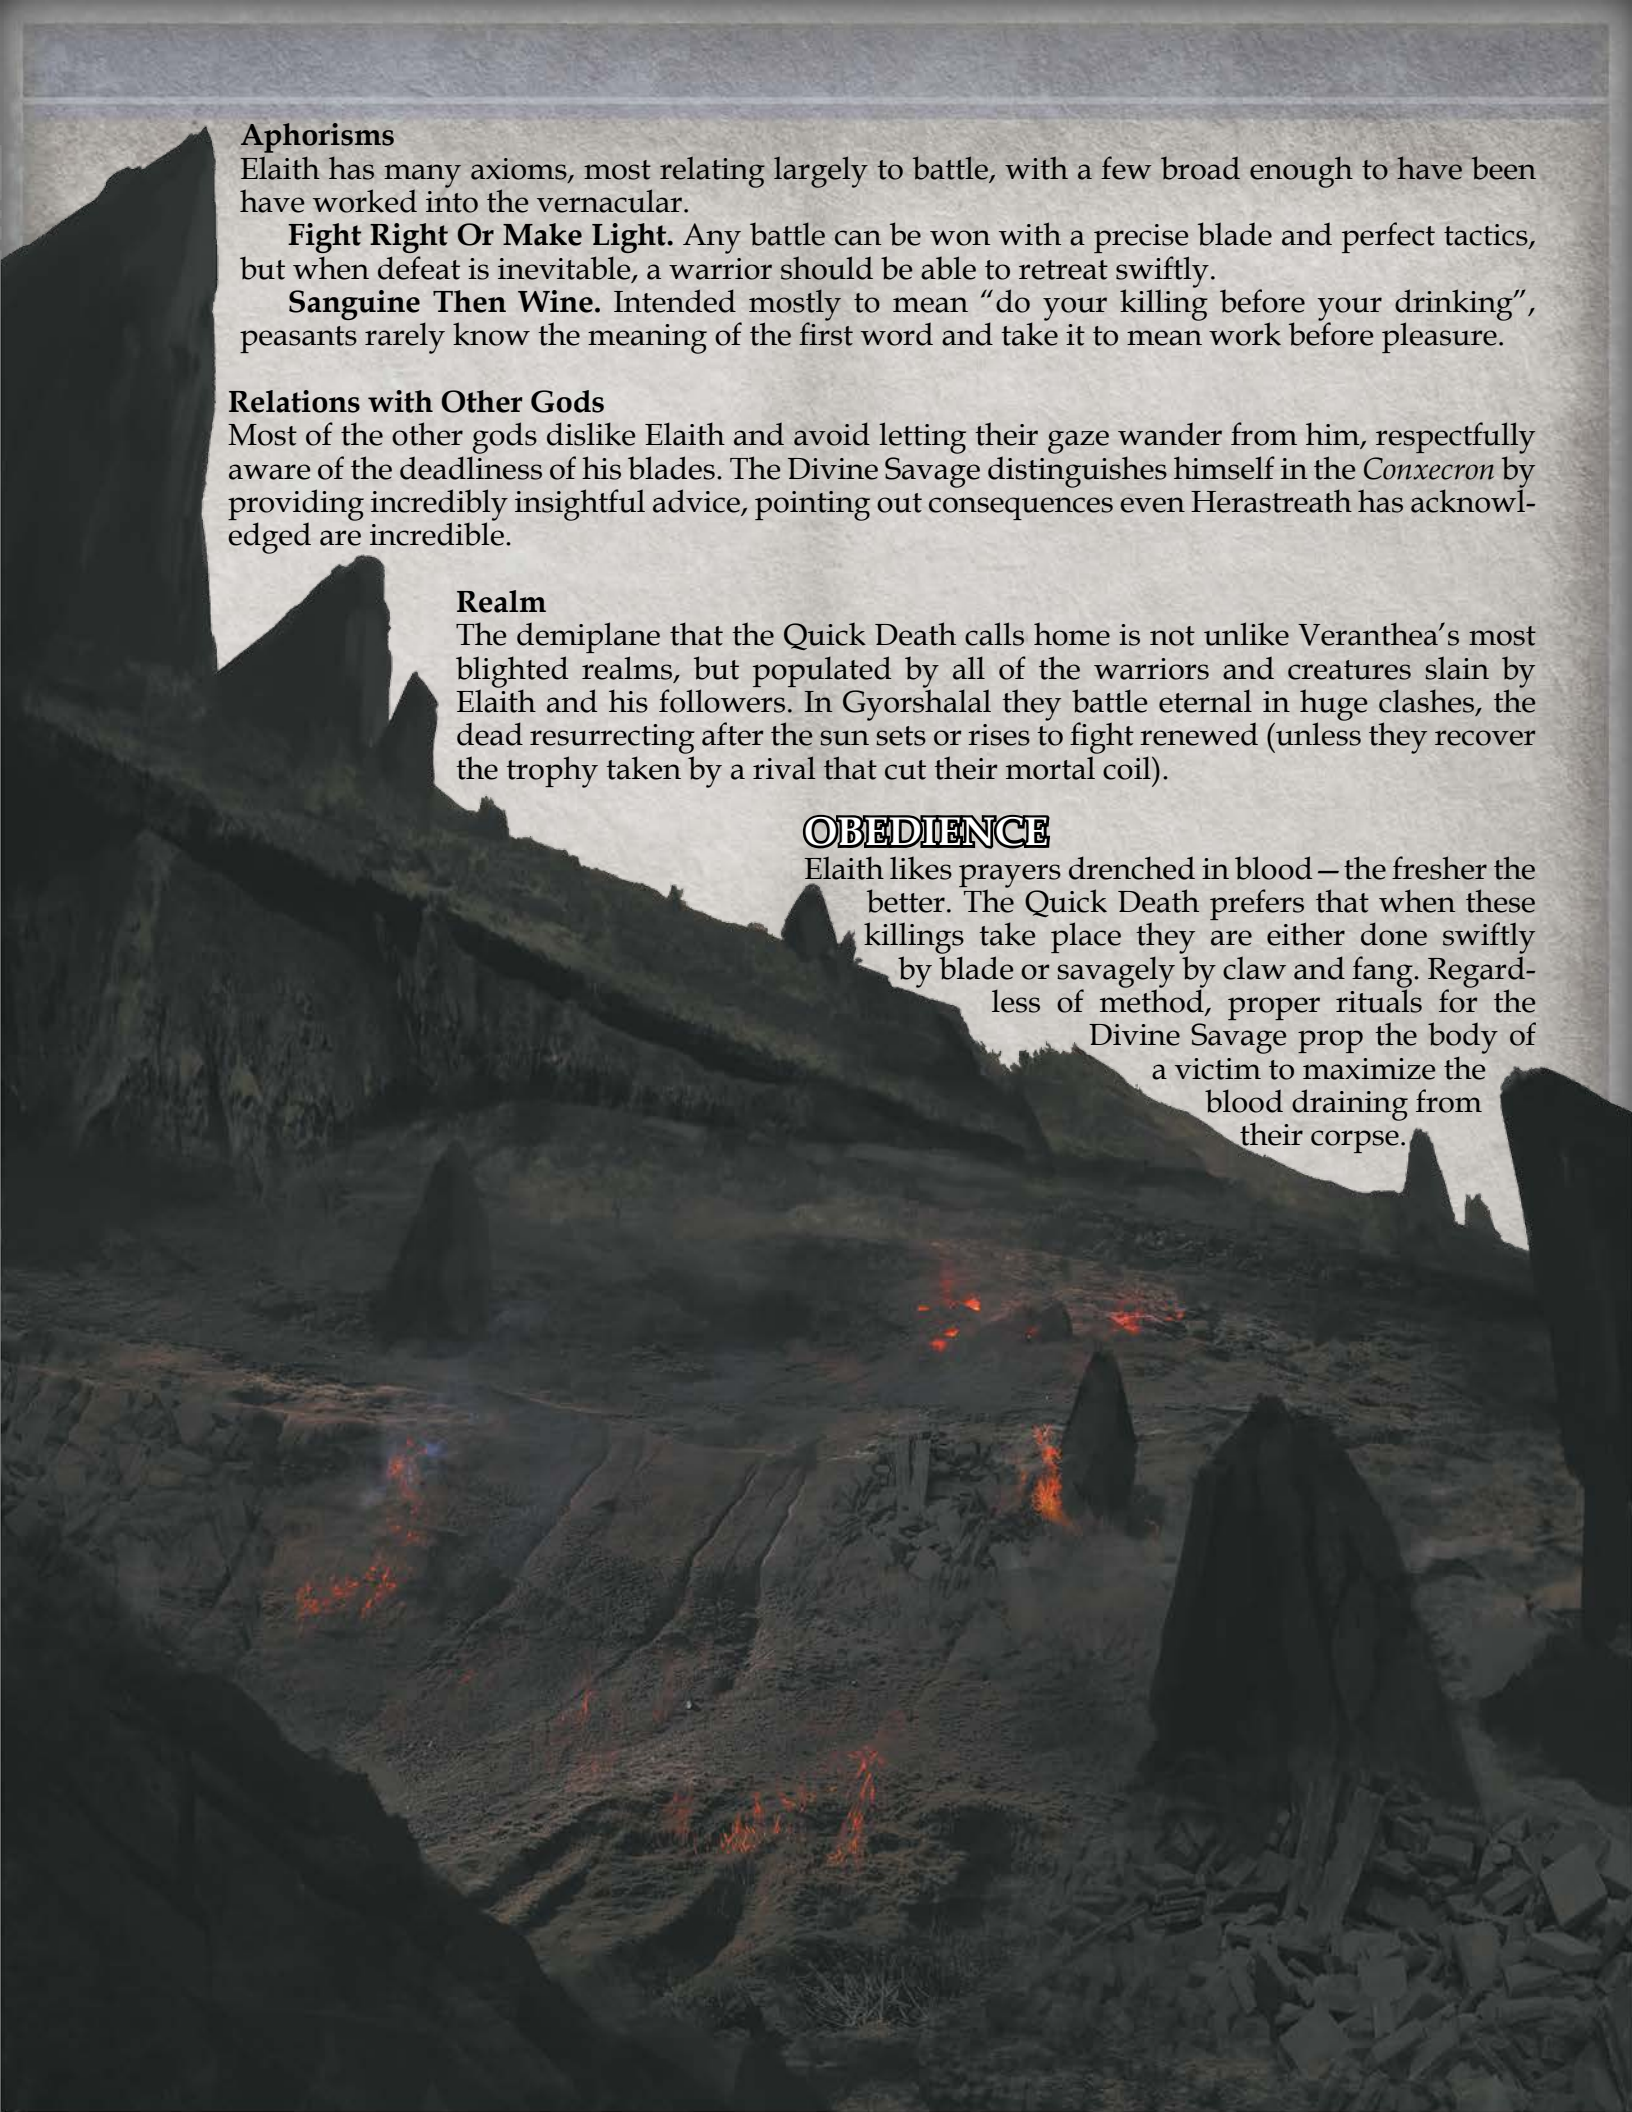 Aphorisms
Elaith has many axioms, most relating largely to battle, with a few broad enough to have been
have worked into the vernacular.
Fight Right Or Make Light. Any battle can be won with a precise blade and perfect tactics,
but when defeat is inevitable, a warrior should be able to retreat swiftly.
Sanguine Then Wine. Intended mostly to mean “do your killing before your drinking”,
peasants rarely know the meaning of the first word and take it to mean work before pleasure.
Relations with Other Gods
Most of the other gods dislike Elaith and avoid letting their gaze wander from him, respectfully
aware of the deadliness of his blades. The Divine Savage distinguishes himself in the Conxecron by
providing incredibly insightful advice, pointing out consequences even Herastreath has acknowl-
edged are incredible.
Realm
The demiplane that the Quick Death calls home is not unlike Veranthea’s most
blighted realms, but populated by all of the warriors and creatures slain by
Elaith and his followers. In Gyorshalal they battle eternal in huge clashes, the
dead resurrecting after the sun sets or rises to fight renewed (unless they recover
the trophy taken by a rival that cut their mortal coil).
OBEDIENCE
Elaith likes prayers drenched in blood—the fresher the
better. The Quick Death prefers that when these
killings take place they are either done swiftly
by blade or savagely by claw and fang. Regard-
less of method, proper rituals for the
Divine Savage prop the body of
a victim to maximize the
blood draining from
their corpse.